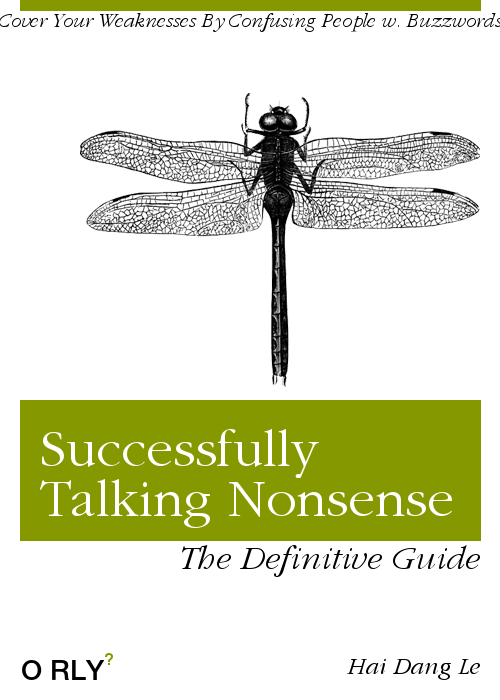 Cover Your Weaknesses By Confusing People w. Buzzwords
Successfully
Talking Nonsense
The Definitive Guide
O RLY?
Hai Dang Le